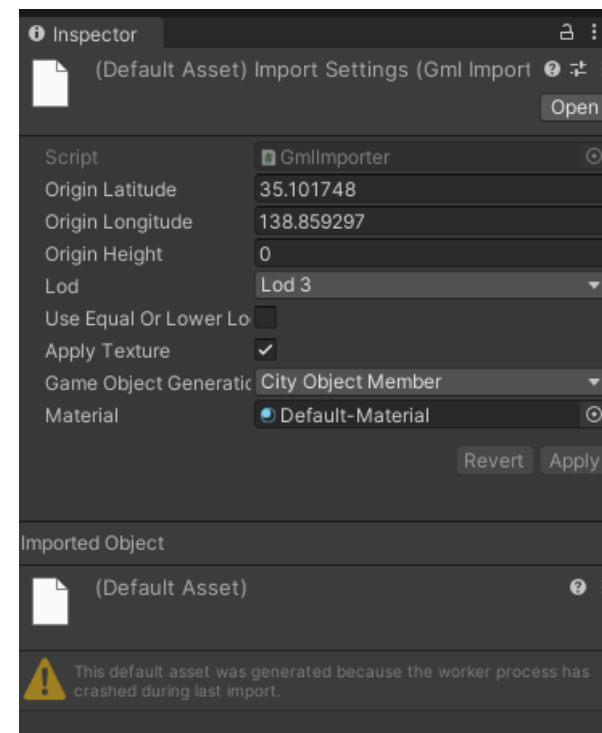 Inspector
(Default Asset) Import Settings (Gml Import
Open
Script GmlImporter
Origin Latitude 35.101748
Origin Longitude 138.859297
Origin Height 0
Lod Lod 3
Use Equal Or Lower Lo
Apply Texture
Game Object Generatic City Object Member
Material Default-Material
Revert Apply
Imported Object
(Default Asset)
This default asset was generated because the worker process has
crashed during last import.